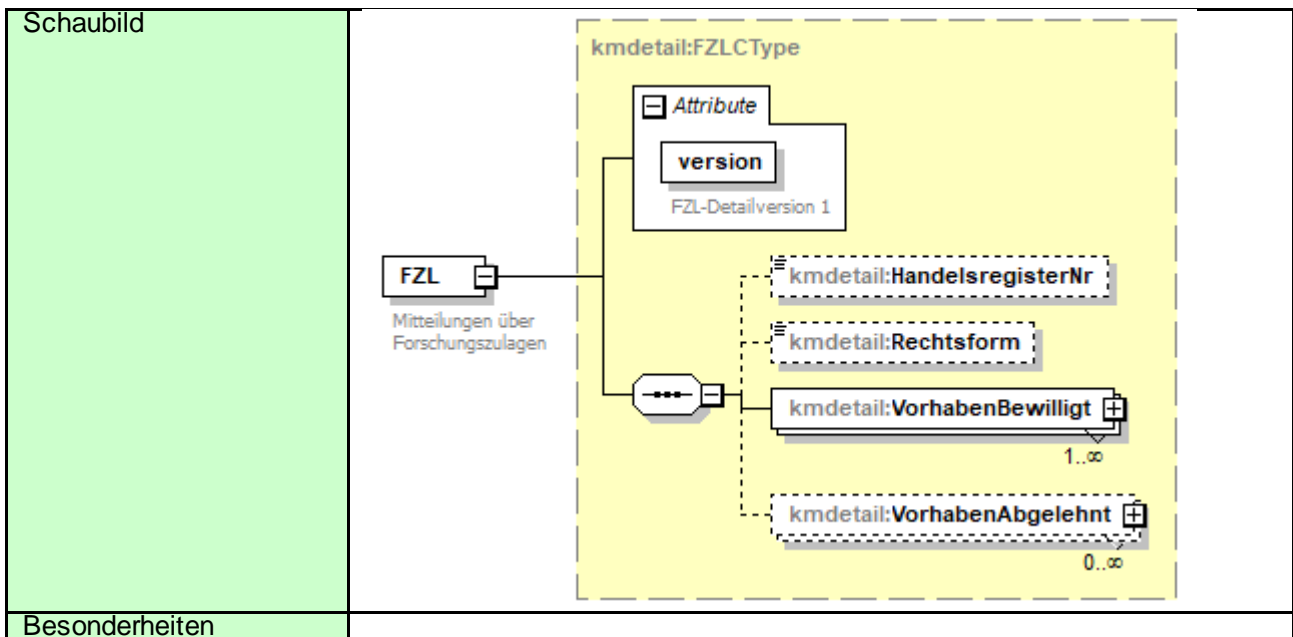 Schaubild
kmdetail:FZLCType
Attribute
version
FZL-Detailversion 1
FZL
Mitteilungen über
Forschungszulagen
kmdetail:HandelsregisterNr
kmdetail:Rechtsform
kmdetail:VorhabenBewilligt
1..∞
kmdetail:VorhabenAbgelehnt
0..∞
Besonderheiten